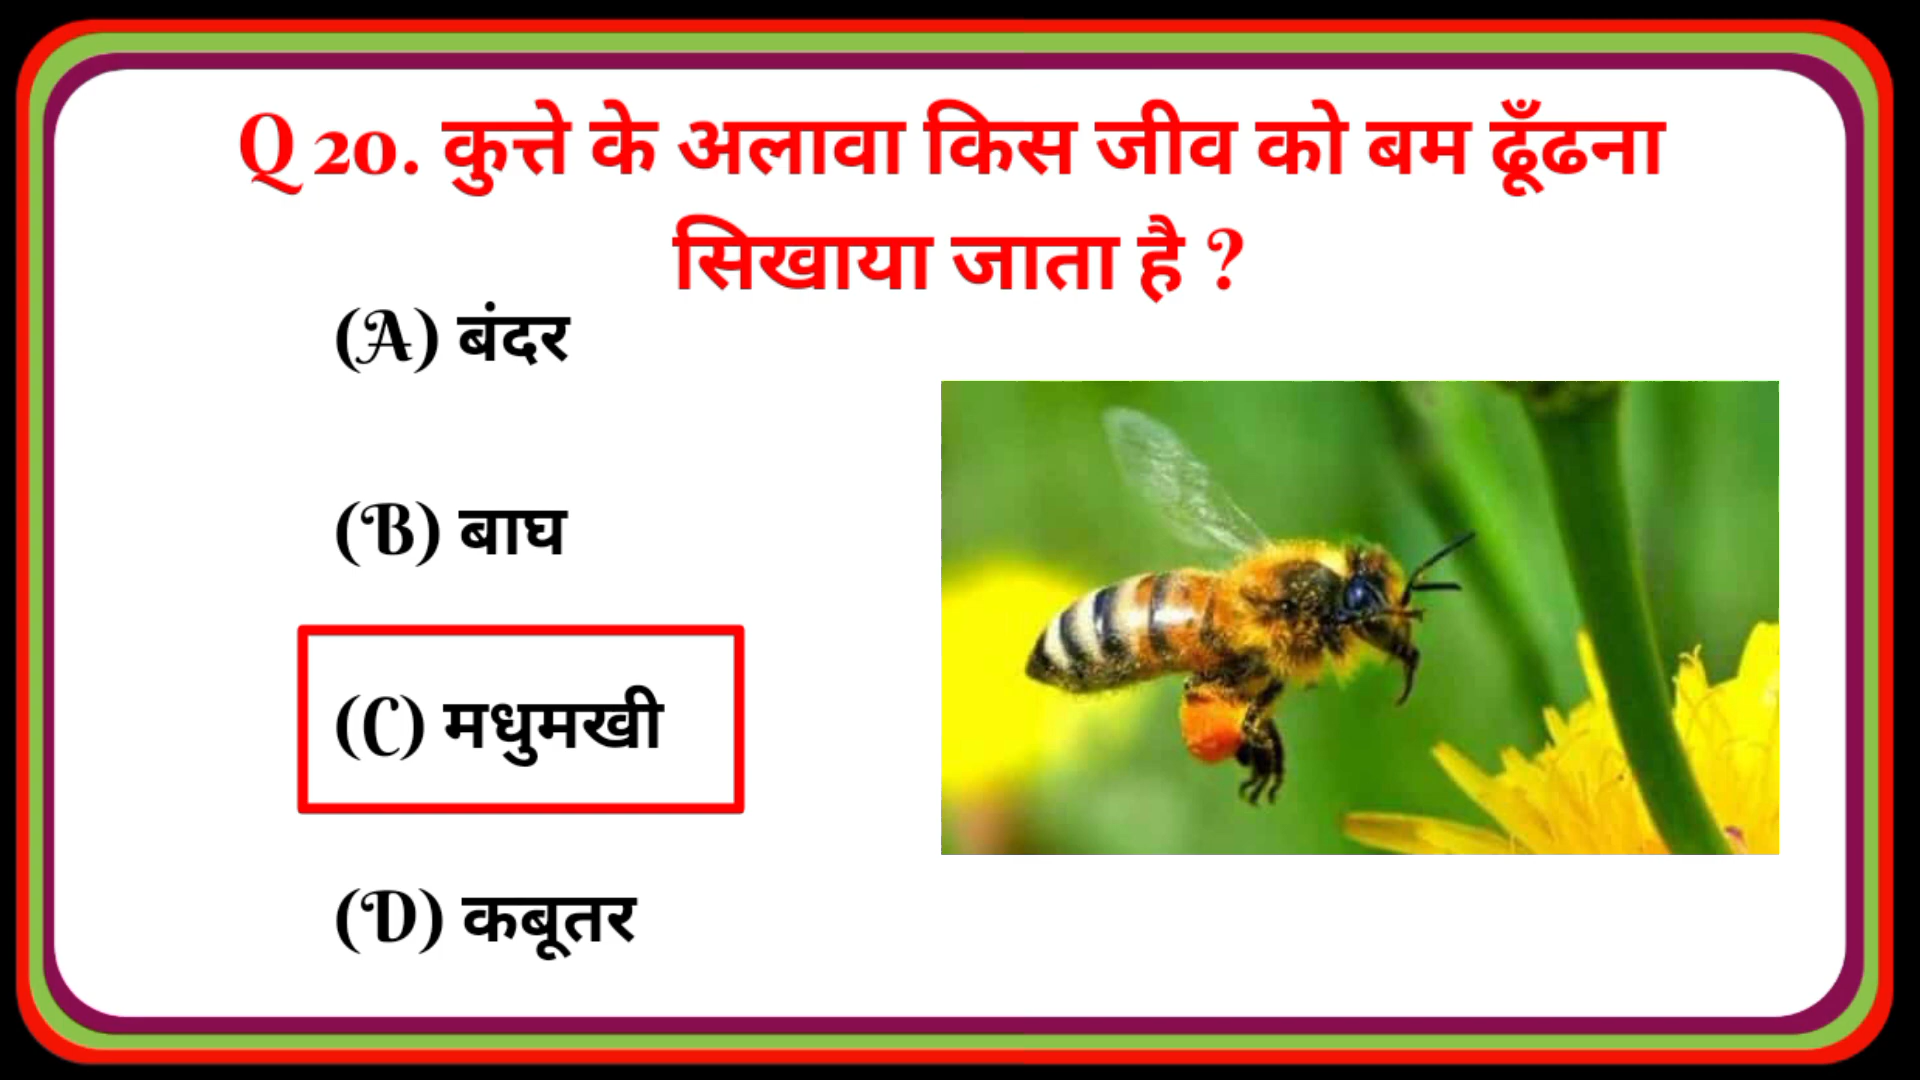 Q 20. कुत्ते के अलावा किस जीव को बम ढूँढना
सिखाया जाता है ?
(A) बंदर
(B) बाघ
(C) मधुमखी
(D) कबूतर